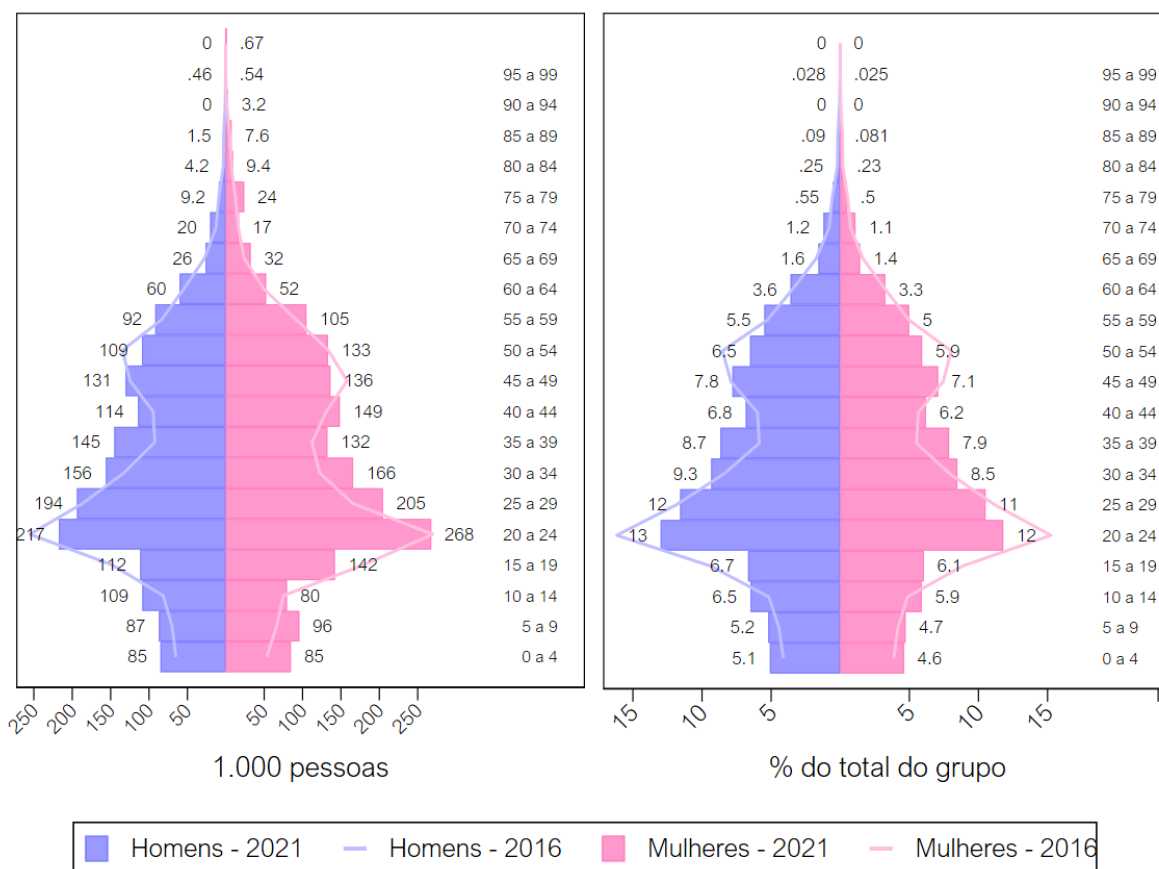 0 .67
.46 .54 95 a 99
0 3.2 90 a 94
1.5 7.6 85 a 89
4.2 9.4 80 a 84
9.2 24 75 a 79
20 17 70 a 74
26 32 65 a 69
60 52 60 a 64
92 105 55 a 59
109 133 50 a 54
131 136 45 a 49
114 149 40 a 44
145 132 35 a 39
156 166 30 a 34
194 205 25 a 29
217 268 20 a 24
112 142 15 a 19
109 80 10 a 14
87 96 5 a 9
85 85 0 a 4
250 200 150 100 50 50 100 150 200 250
1.000 pessoas
0 0
.028 .025 95 a 99
0 0 90 a 94
.09 .081 85 a 89
.25 .23 80 a 84
.55 .5 75 a 79
1.2 1.1 70 a 74
1.6 1.4 65 a 69
3.6 3.3 60 a 64
5.5 5 55 a 59
6.5 5.9 50 a 54
7.8 7.1 45 a 49
6.8 6.2 40 a 44
8.7 7.9 35 a 39
9.3 8.5 30 a 34
12 11 25 a 29
13 12 20 a 24
6.7 6.1 15 a 19
6.5 5.9 10 a 14
5.2 4.7 5 a 9
5.1 4.6 0 a 4
15 10 5 5 10 15
% do total do grupo
Homens - 2021 Homens - 2016 Mulheres - 2021 Mulheres - 2016